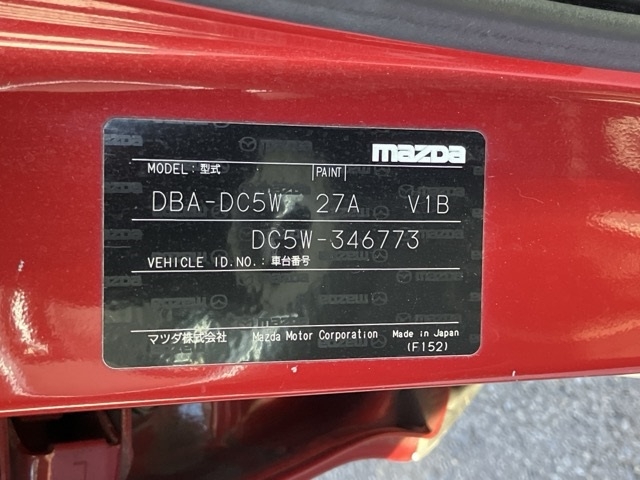 mazda
MODEL: 型式 PAINT
DBA-DC5W 27A V1B
DC5W-346773
VEHICLE ID.NO.: 車台番号
マツダ株式会社 Mazda Motor Corporation Made in Japan
(F152)